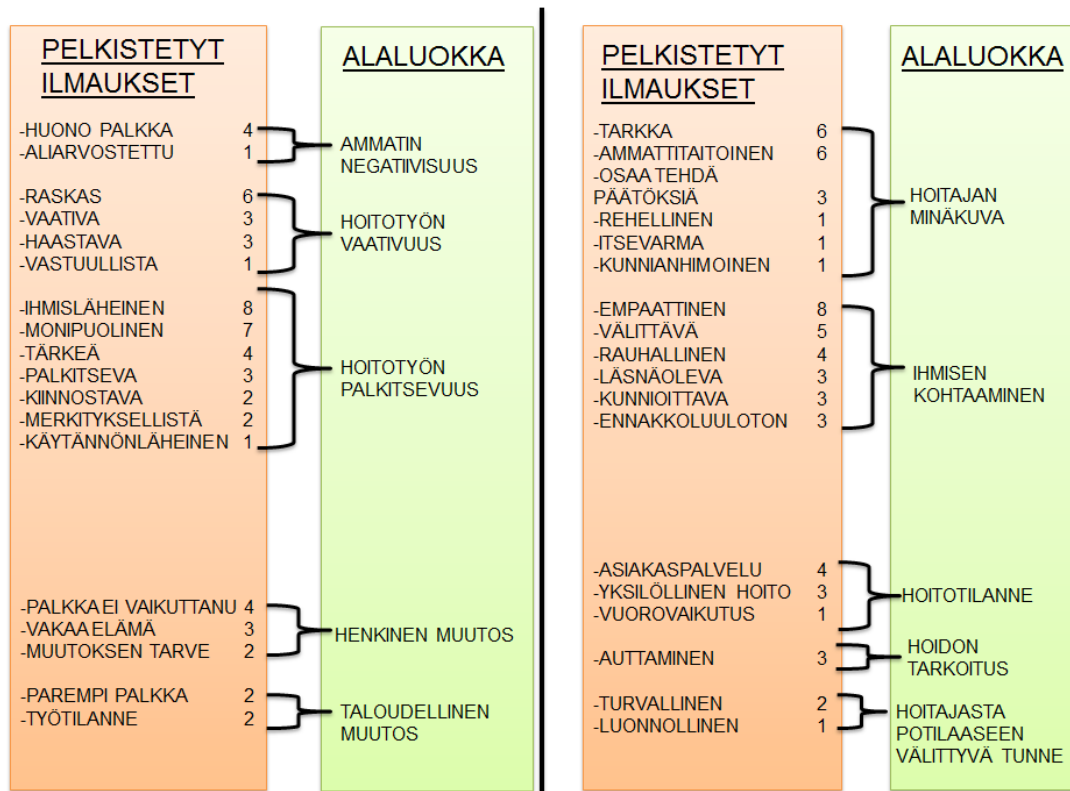 PELKISTETYT
ILMAUKSET
-HUONO PALKKA 4
-ALIARVOSTETTU 1
-RASKAS 6
-VAATIVA 3
-HAASTAVA 3
-VASTUULLISTA 1
-IHMISLÄHEINEN 8
-MONIPUOLINEN 7
-TÄRKEÄ 4
-PALKITSEVA 3
-KIINNOSTAVA 2
-MERKITYKSELLISTÄ 2
-KÄYTÄNNÖNLÄHEINEN 1
-PALKKA EI VAIKUTTANU 4
-VAKAA ELÄMÄ 3
-MUUTOKSEN TARVE 2
-PAREMPI PALKKA 2
-TYÖTILANNE 2
ALALUOKKA
AMMATIN
NEGATIIVISUUS
HOITOTYÖN
VAATIVUUS
HOITOTYÖN
PALKITSEVUUS
HENKINEN MUUTOS
TALOUDELLINEN
MUUTOS
PELKISTETYT
ILMAUKSET
-TARKKA 6
-AMMATTITAITOINEN 6
-OSAA TEHDÄ
PÄÄTÖKSIÄ 3
-REHELLINEN 1
-ITSEVARMA 1
-KUNNIANHIMOINEN 1
-EMPAATTINEN 8
-VÄLITTÄVÄ 5
-RAUHALLINEN 4
-LÄSNÄOLEVA 3
-KUNNIOITTAVA 3
-ENNAKKOLUULOTON 3
-ASIAKASPALVELU 4
-YKSILÖLLINEN HOITO 3
-VUOROVAIKUTUS 1
-AUTTAMINEN 3
-TURVALLINEN 2
-LUONNOLLINEN 1
ALALUOKKA
HOITAJAN
MINÄKUVA
IHMISEN
KOHTAAMINEN
HOITOTILANNE
HOIDON
TARKOITUS
HOITAJASTA
POTILAASEEN
VÄLITTYVÄ TUNNE